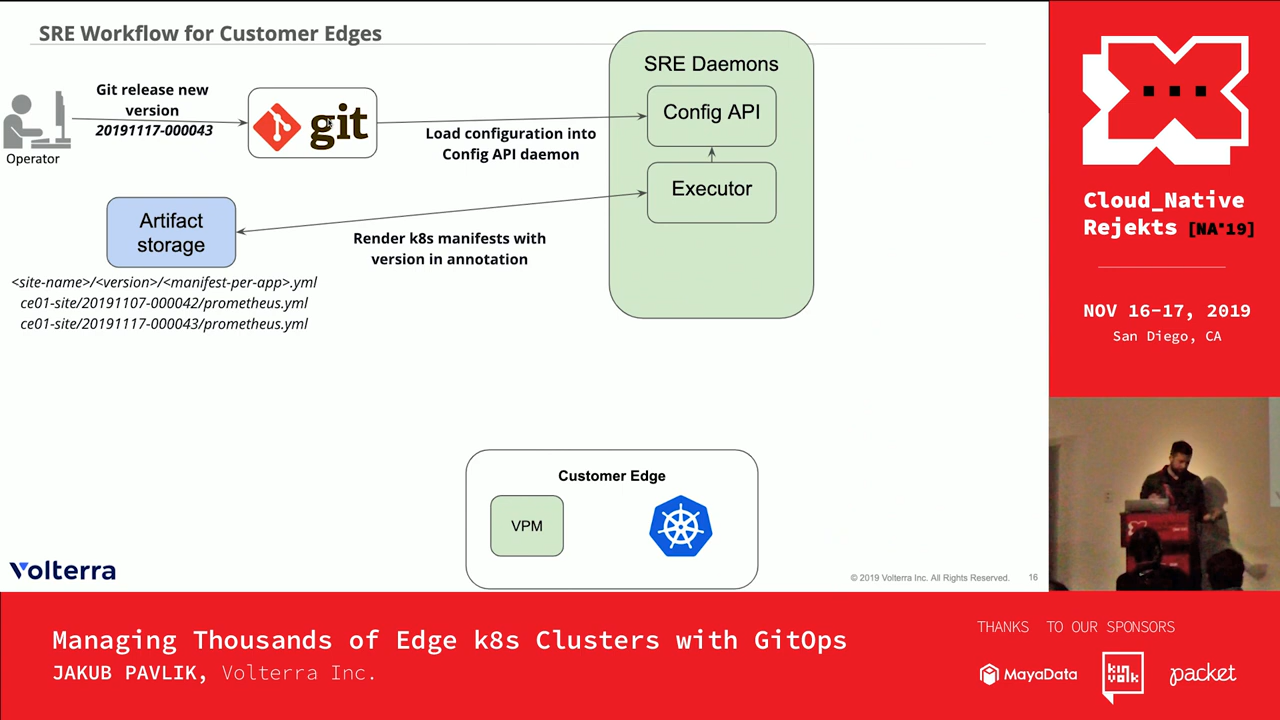 SRE Workflow for Customer Edges
Git release new
version
20191117-000043
Operator
git
Load configuration into
Config API daemon
SRE Daemons
Config API
Executor
Artifact
storage
Render k8s manifests with
version in annotation
<site-name>/<version>/<manifest-per-app>.yml
ce01-site/20191107-000042/prometheus.yml
ce01-site/20191117-000043/prometheus.yml
Customer Edge
VPM
Volterra
© 2019 Volterra Inc. All Rights Reserved.
16
Cloud_Native
Rejekts [NA*19]
NOV 16-17, 2019
San Diego, CA
Managing Thousands of Edge k8s Clusters with GitOps
JAKUB PAVLIK, Volterra Inc.
THANKS TO OUR SPONSORS
MayaData
kinvolk
packet